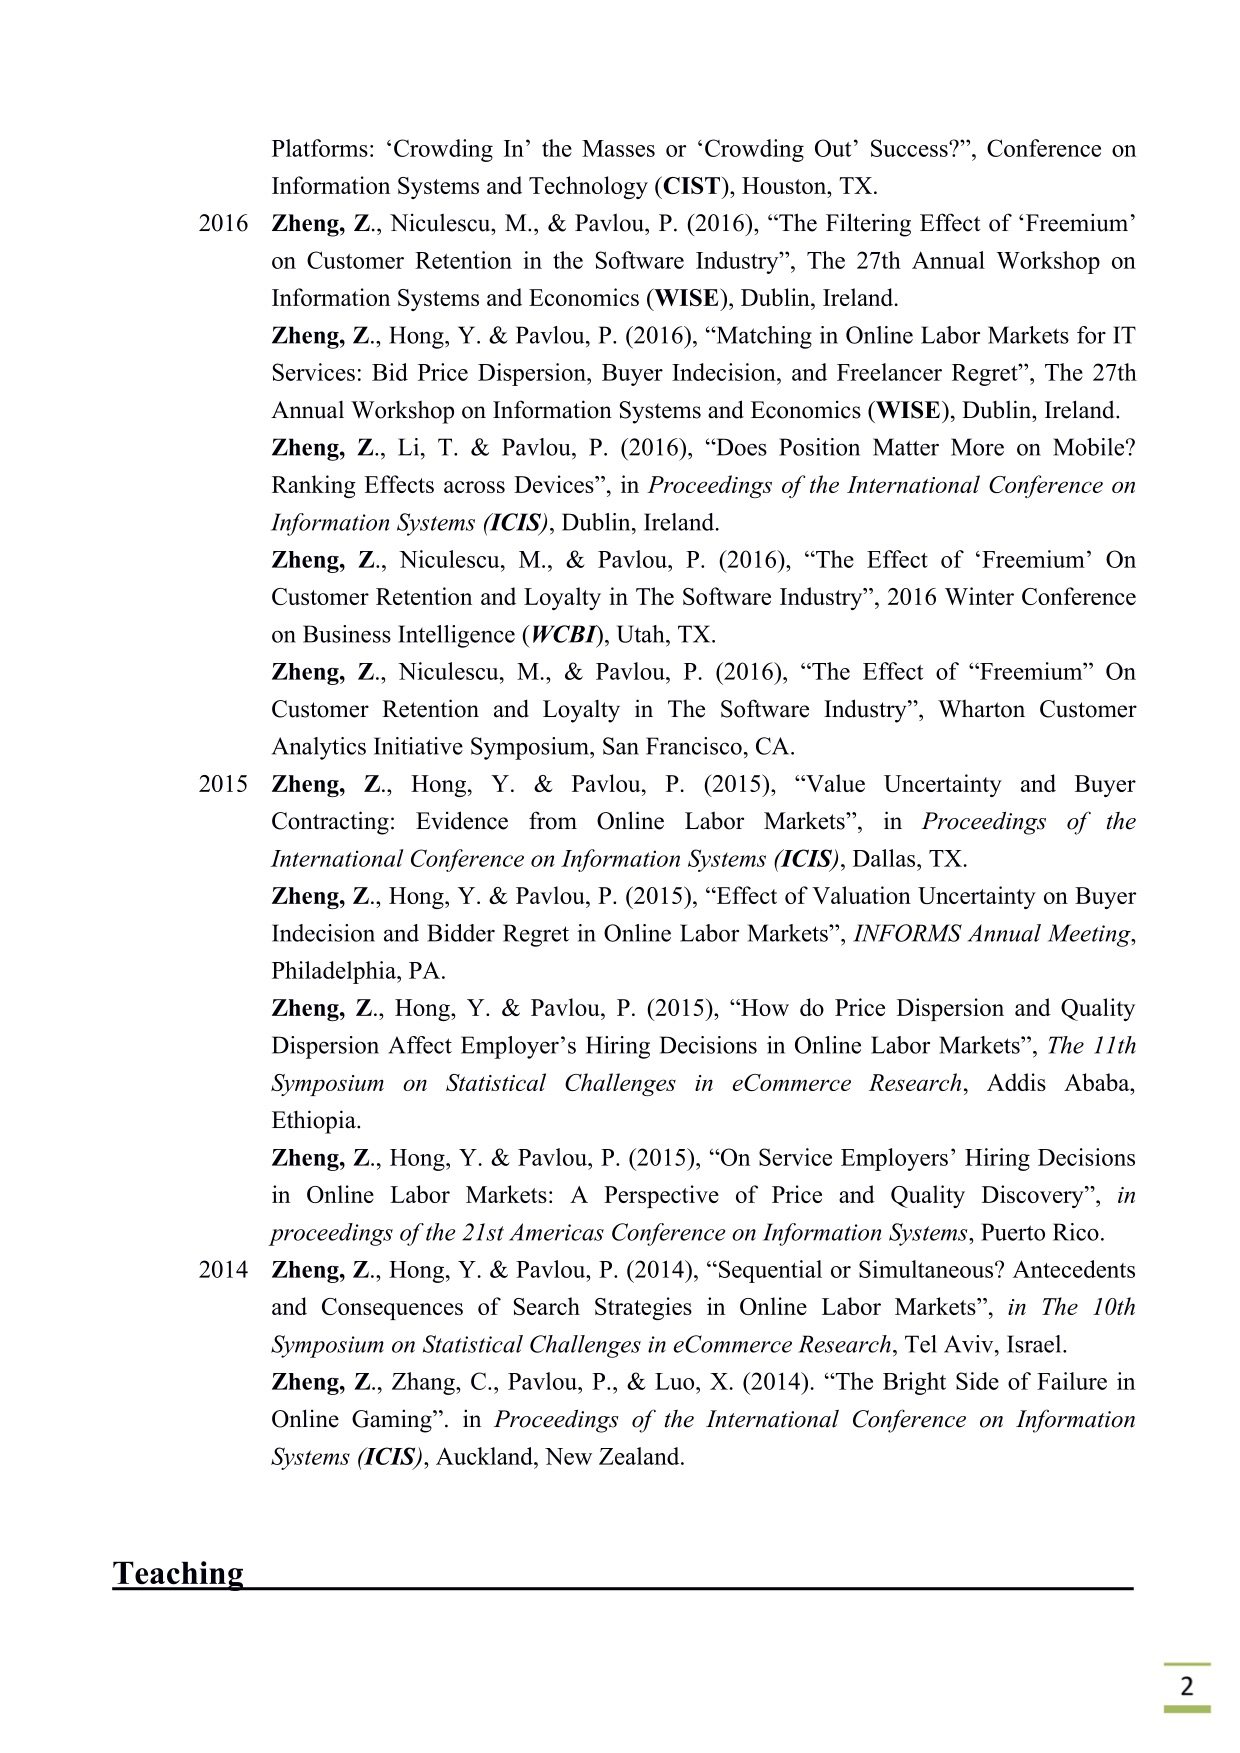 Platforms: ‘Crowding In’ the Masses or ‘Crowding Out’ Success?”, Conference on
Information Systems and Technology (CIST), Houston, TX.
2016 Zheng, Z., Niculescu, M., & Pavlou, P. (2016), “The Filtering Effect of ‘Freemium’
on Customer Retention in the Software Industry”, The 27th Annual Workshop on
Information Systems and Economics (WISE), Dublin, Ireland.
Zheng, Z., Hong, Y. & Pavlou, P. (2016), “Matching in Online Labor Markets for IT
Services: Bid Price Dispersion, Buyer Indecision, and Freelancer Regret”, The 27th
Annual Workshop on Information Systems and Economics (WISE), Dublin, Ireland.
Zheng, Z., Li, T. & Pavlou, P. (2016), “Does Position Matter More on Mobile?
Ranking Effects across Devices”, in Proceedings of the International Conference on
Information Systems (ICIS), Dublin, Ireland.
Zheng, Z., Niculescu, M., & Pavlou, P. (2016), “The Effect of ‘Freemium’ On
Customer Retention and Loyalty in The Software Industry”, 2016 Winter Conference
on Business Intelligence (WCBI), Utah, TX.
Zheng, Z., Niculescu, M., & Pavlou, P. (2016), “The Effect of “Freemium” On
Customer Retention and Loyalty in The Software Industry”, Wharton Customer
Analytics Initiative Symposium, San Francisco, CA.
2015 Zheng, Z., Hong, Y. & Pavlou, P. (2015), “Value Uncertainty and Buyer
Contracting: Evidence from Online Labor Markets”, in Proceedings of the
International Conference on Information Systems (ICIS), Dallas, TX.
Zheng, Z., Hong, Y. & Pavlou, P. (2015), “Effect of Valuation Uncertainty on Buyer
Indecision and Bidder Regret in Online Labor Markets”, INFORMS Annual Meeting,
Philadelphia, PA.
Zheng, Z., Hong, Y. & Pavlou, P. (2015), “How do Price Dispersion and Quality
Dispersion Affect Employer’s Hiring Decisions in Online Labor Markets”, The 11th
Symposium on Statistical Challenges in eCommerce Research, Addis Ababa,
Ethiopia.
Zheng, Z., Hong, Y. & Pavlou, P. (2015), “On Service Employers’ Hiring Decisions
in Online Labor Markets: A Perspective of Price and Quality Discovery”, in
proceedings of the 21st Americas Conference on Information Systems, Puerto Rico.
2014 Zheng, Z., Hong, Y. & Pavlou, P. (2014), “Sequential or Simultaneous? Antecedents
and Consequences of Search Strategies in Online Labor Markets”, in The 10th
Symposium on Statistical Challenges in eCommerce Research, Tel Aviv, Israel.
Zheng, Z., Zhang, C., Pavlou, P., & Luo, X. (2014). “The Bright Side of Failure in
Online Gaming”. in Proceedings of the International Conference on Information
Systems (ICIS), Auckland, New Zealand.
Teaching
2